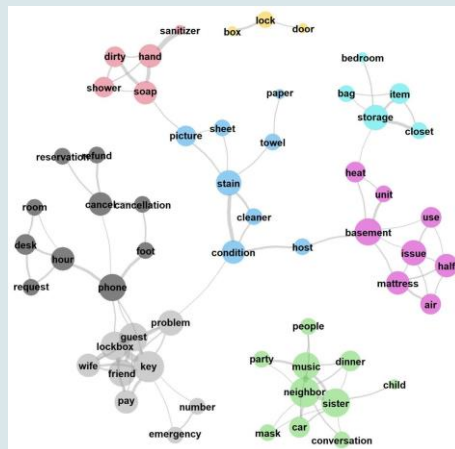 sanitizer
lock
box
door
dirty
hand
shower
soap
bedroom
bag
item
storage
closet
paper
picture
sheet
towel
stain
cleaner
condition
host
heat
unit
basement
use
issue
half
mattress
air
reservation
refund
cancel
cancellation
room
desk
hour
foot
request
phone
problem
guest
lockbox
wife
friend
key
pay
number
emergency
people
party
music
dinner
neighbor
child
sister
mask
car
conversation